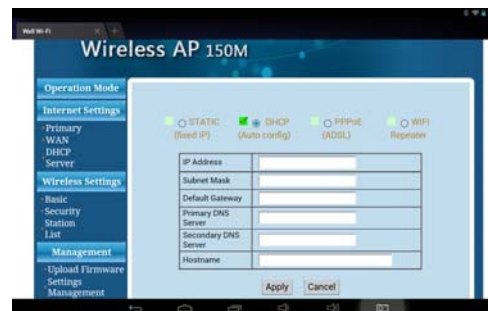 Wall Wi-Fi
Wireless AP 150M
Operation Mode
Internet Settings
Primary
WAN
DHCP
Server
Wireless Settings
Basic
Security
Station
List
Management
Upload Firmware
Settings
Management
STATIC
(fixed IP)
DHCP
(Auto config)
PPPoE
(ADSL)
WIFI
Repeater
IP Address
Subnet Mask
Default Gateway
Primary DNS
Server
Secondary DNS
Server
Hostname
Apply
Cancel